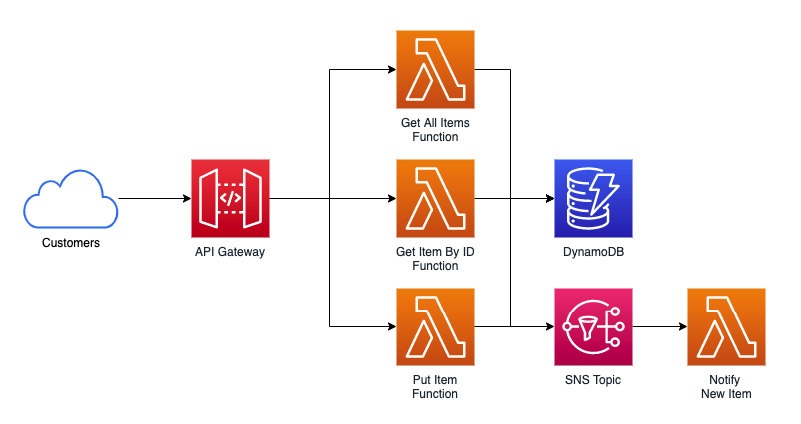 Get All Items
Function
</>
Customers
API Gateway
Get Item By ID
Function
DynamoDB
Put Item
Function
SNS Topic
Notify
New Item